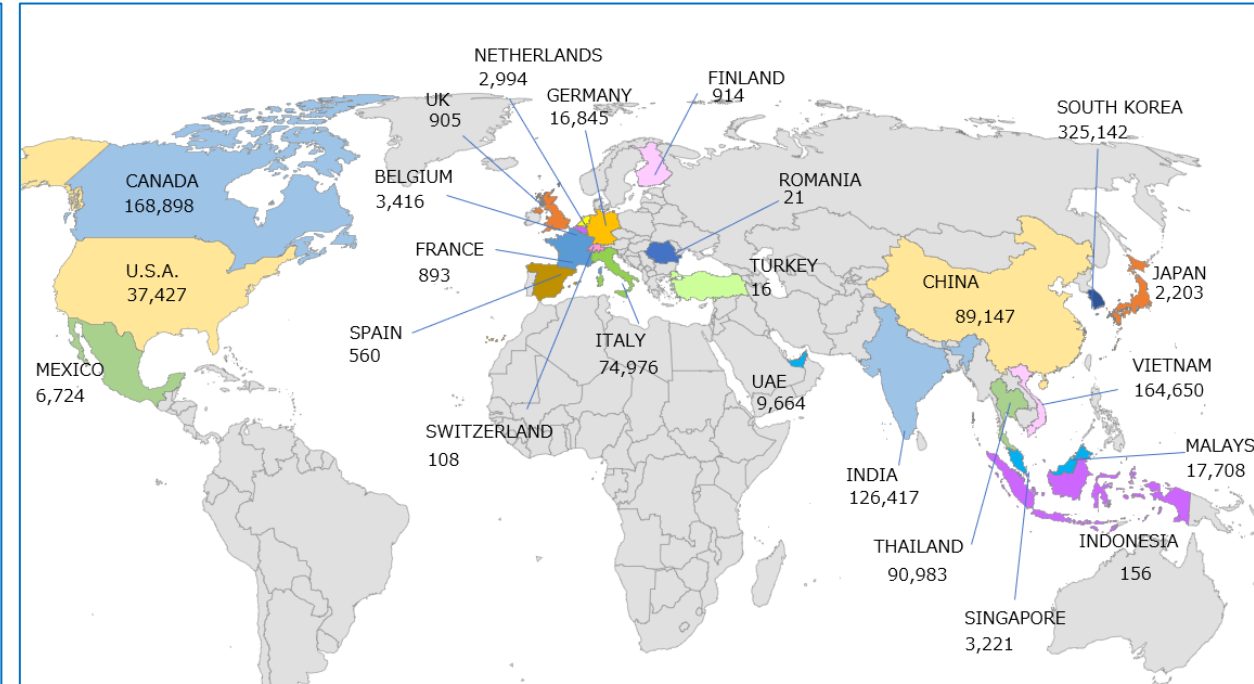 NETHERLANDS
2,994
FINLAND
914
UK
905
GERMANY
16,845
SOUTH KOREA
325,142
CANADA
168,898
BELGIUM
3,416
ROMANIA
21
FRANCE
893
TURKEY
16
U.S.A.
37,427
CHINA
89,147
JAPAN
2,203
SPAIN
560
ITALY
74,976
MEXICO
6,724
UAE
9,664
VIETNAM
164,650
SWITZERLAND
108
INDIA
126,417
MALAYS
17,708
THAILAND
90,983
INDONESIA
156
SINGAPORE
3,221